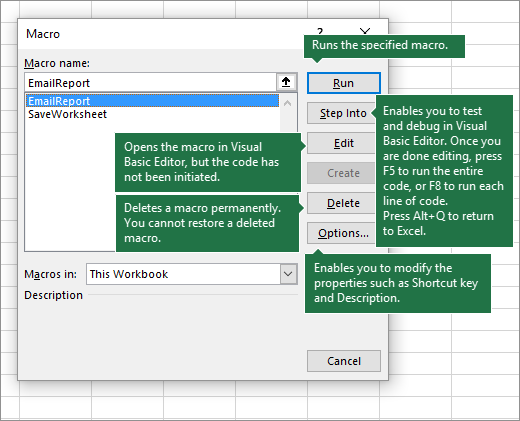 Macro
?
Runs the specified macro.
Macro name:
EmailReport
Run
EmailReport
SaveWorksheet
Step Into
Enables you to test
and debug in Visual
Basic Editor. Once you
are done editing, press
F5 to run the entire
code, or F8 to run each
line of code.
Press Alt+Q to return
to Excel.
Opens the macro in Visual
Basic Editor, but the code has
not been initiated.
Edit
Create
Deletes a macro permanently.
You cannot restore a deleted
macro.
Delete
Options...
Macros in:
This Workbook
Enables you to modify the
properties such as Shortcut key
and Description.
Description
Cancel